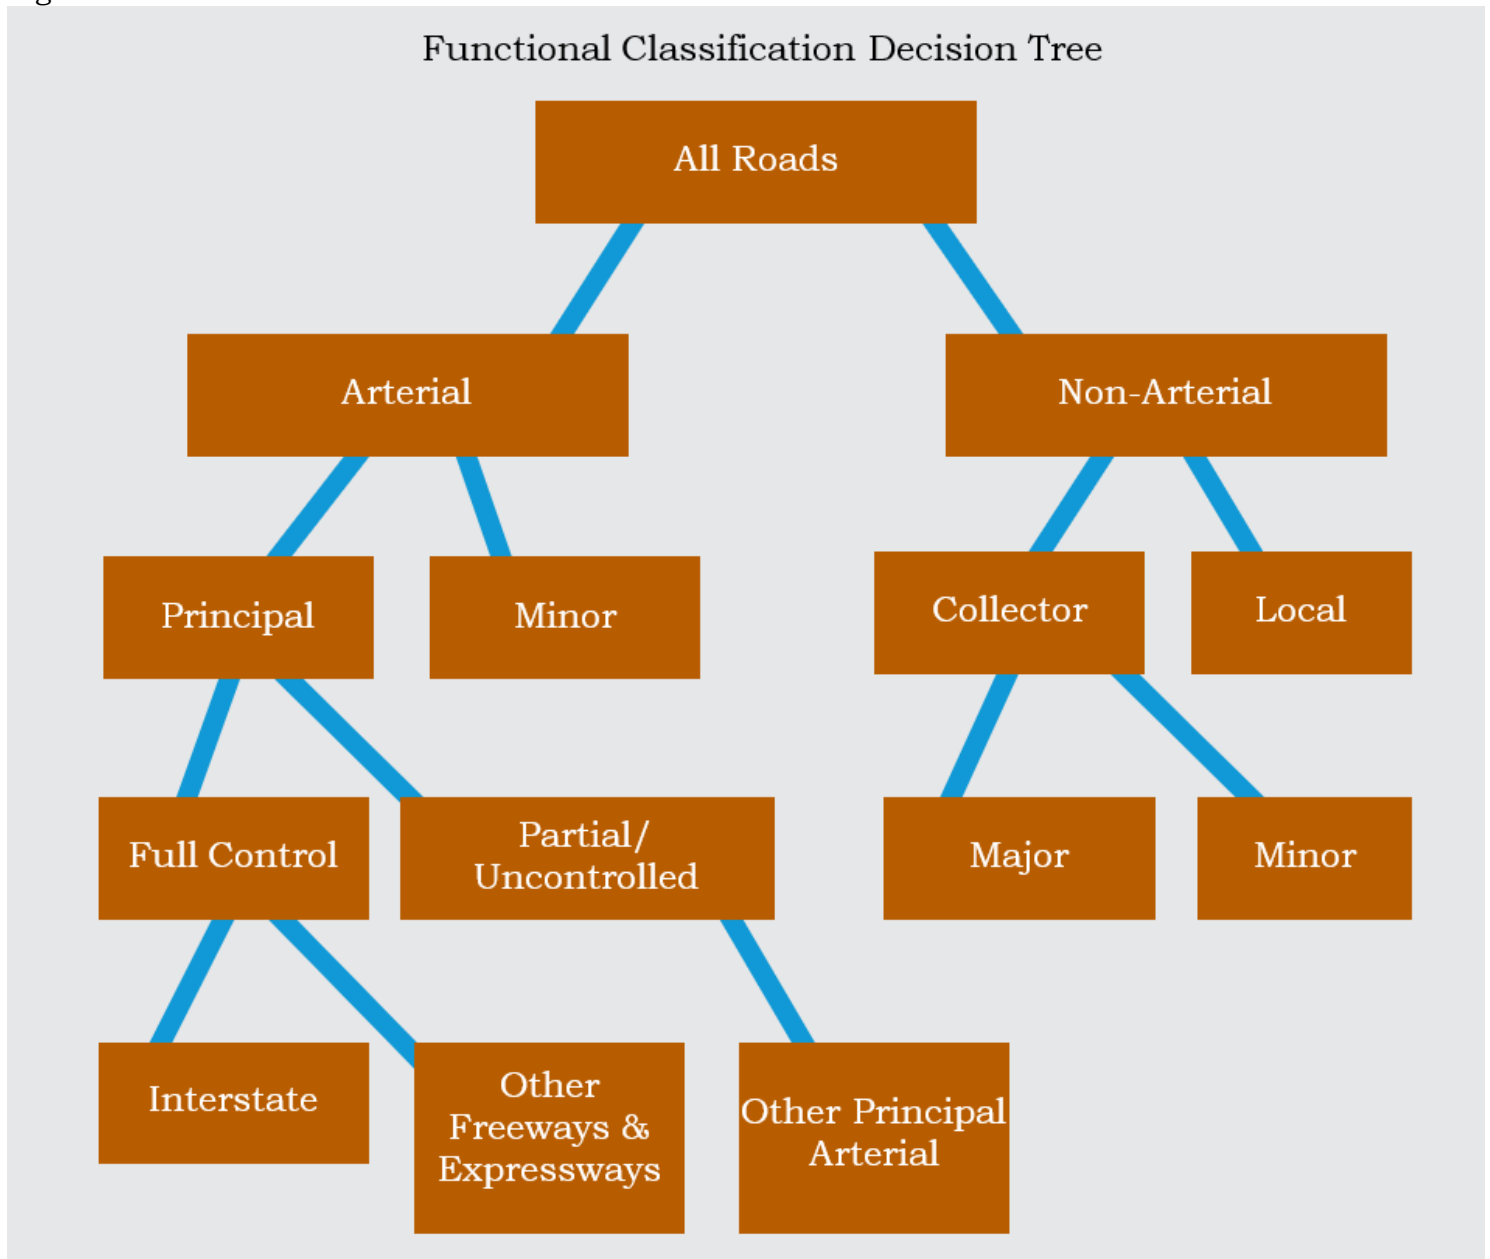 Functional Classification Decision Tree
All Roads
Arterial
Non-Arterial
Principal
Minor
Collector
Local
Full Control
Partial/
Uncontrolled
Major
Minor
Interstate
Other
Freeways &
Expressways
Other Principal
Arterial